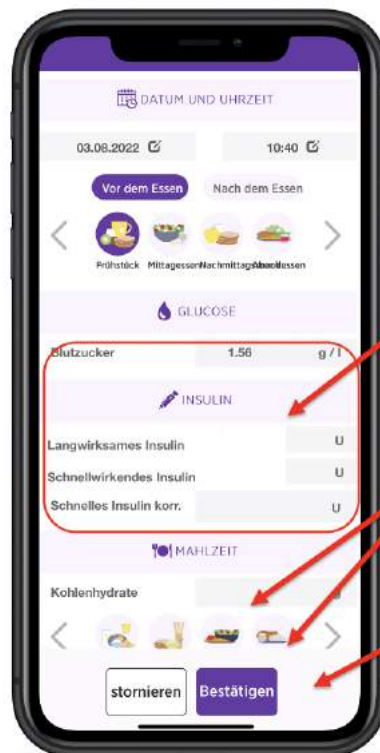 DATUM UND UHRZEIT
03.08.2022 10:40
Vor dem Essen Nach dem Essen
Frühstück Mittagessen
GLUCOSE
Blutzucker 1.56 g / l
INSULIN
Langwirksames Insulin U
Schnellwirkendes Insulin U
Schnelles Insulin korr. U
MAHLZEIT
Kohlenhydrate
stornieren Bestätigen